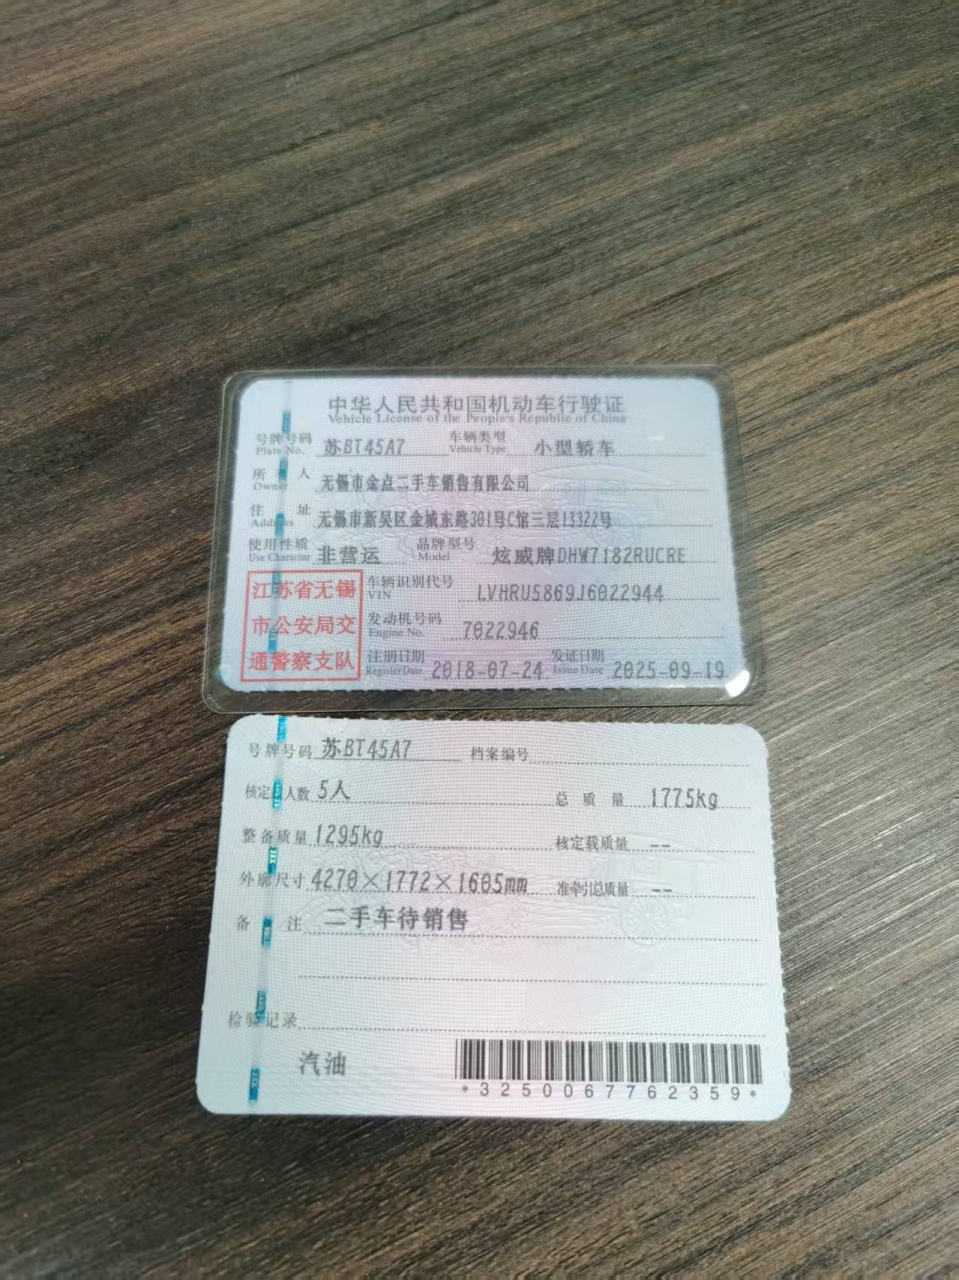 中华人民共和国机动车行驶证
Vehicle License of the People's Republic of China
号牌号码 苏BT45A7 车辆类型 小型轿车
Plate No. Vehicle Type
所有人 无锡市金点二手车销售有限公司
Owner
住址 无锡市新吴区金城东路301号C馆三层13322号
Address
使用性质 非营运 品牌型号 炫威牌DHW7182RUCRE
Use Character Model
江苏省无锡
市公安局交
通警察支队
车辆识别代号 LVHRU5869J6022944
VIN
发动机号码 7022946
Engine No.
注册日期 2018-07-24 发证日期 2025-09-19
Register Date Issue Date
号牌号码 苏BT45A7 档案编号
核定人数 5人 总质量 1775kg
整备质量 1295kg 核定载质量 --
外廓尺寸 4270×1772×1605mm 准牵引总质量 --
备注 二手车待销售
检验记录
汽油
*3250067762359*